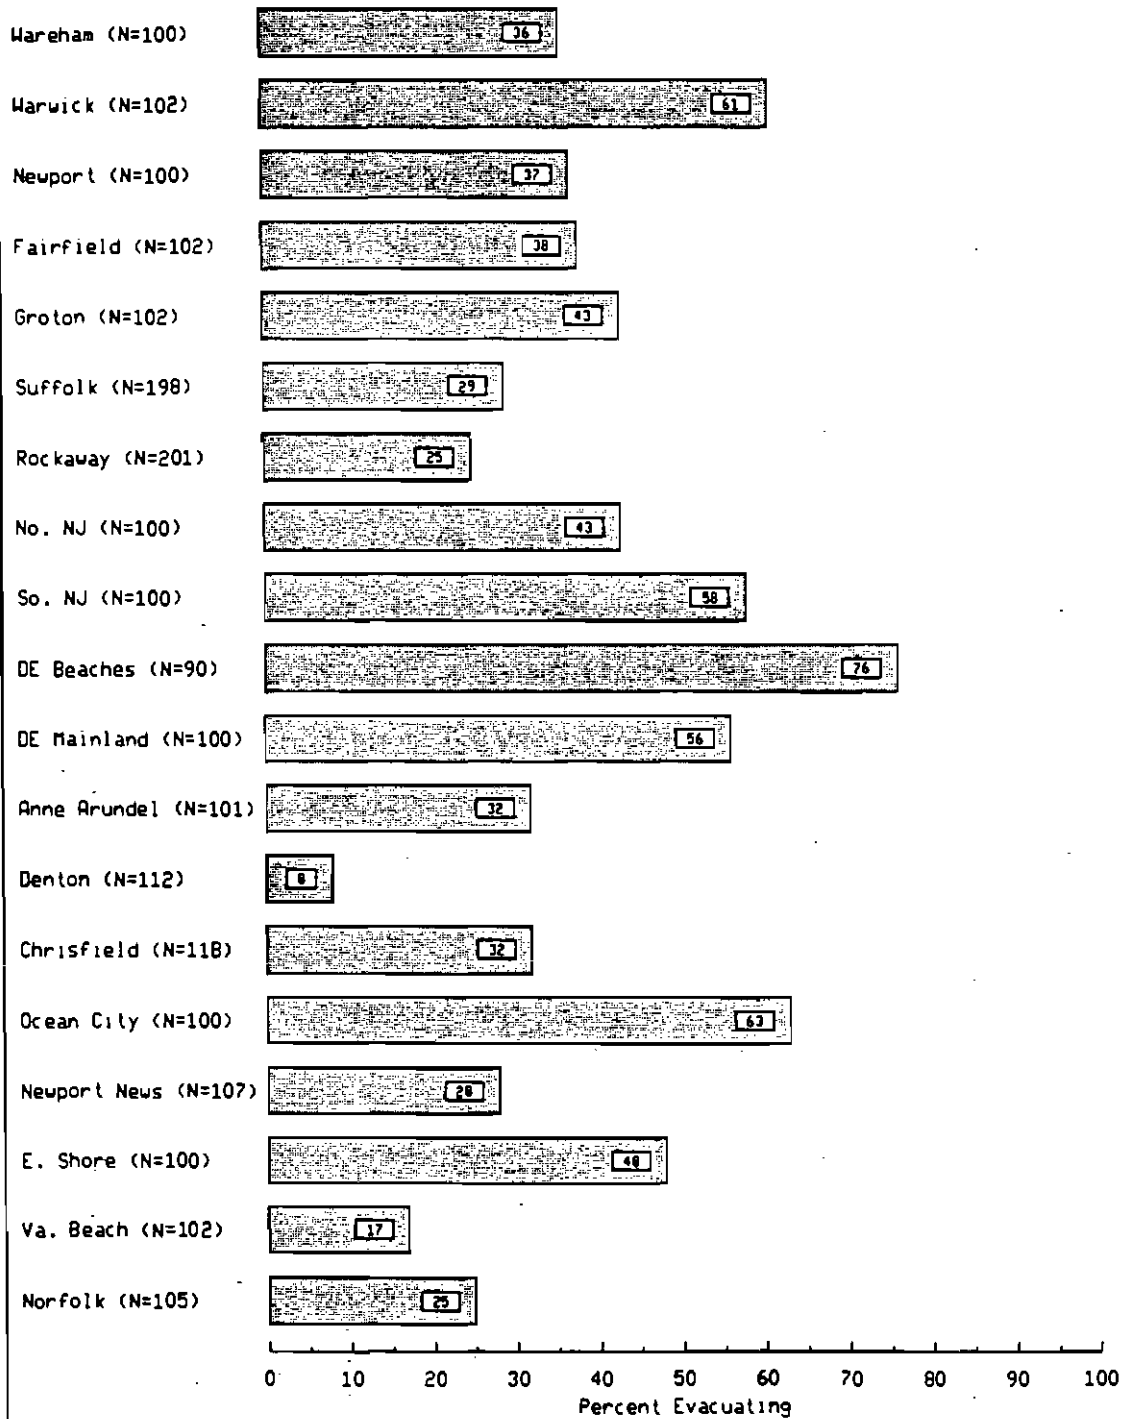 Wareham (N=100) 36
Warwick (N=102) 61
Newport (N=100) 37
Fairfield (N=102) 38
Groton (N=102) 43
Suffolk (N=198) 29
Rockaway (N=201) 25
No. NJ (N=100) 43
So. NJ (N=100) 58
DE Beaches (N=90) 76
DE Mainland (N=100) 56
Anne Arundel (N=101) 32
Denton (N=112) 8
Chrisfield (N=118) 32
Ocean City (N=100) 63
Newport News (N=107) 28
E. Shore (N=100) 48
Va. Beach (N=102) 17
Norfolk (N=105) 25
0 10 20 30 40 50 60 70 80 90 100
Percent Evacuating